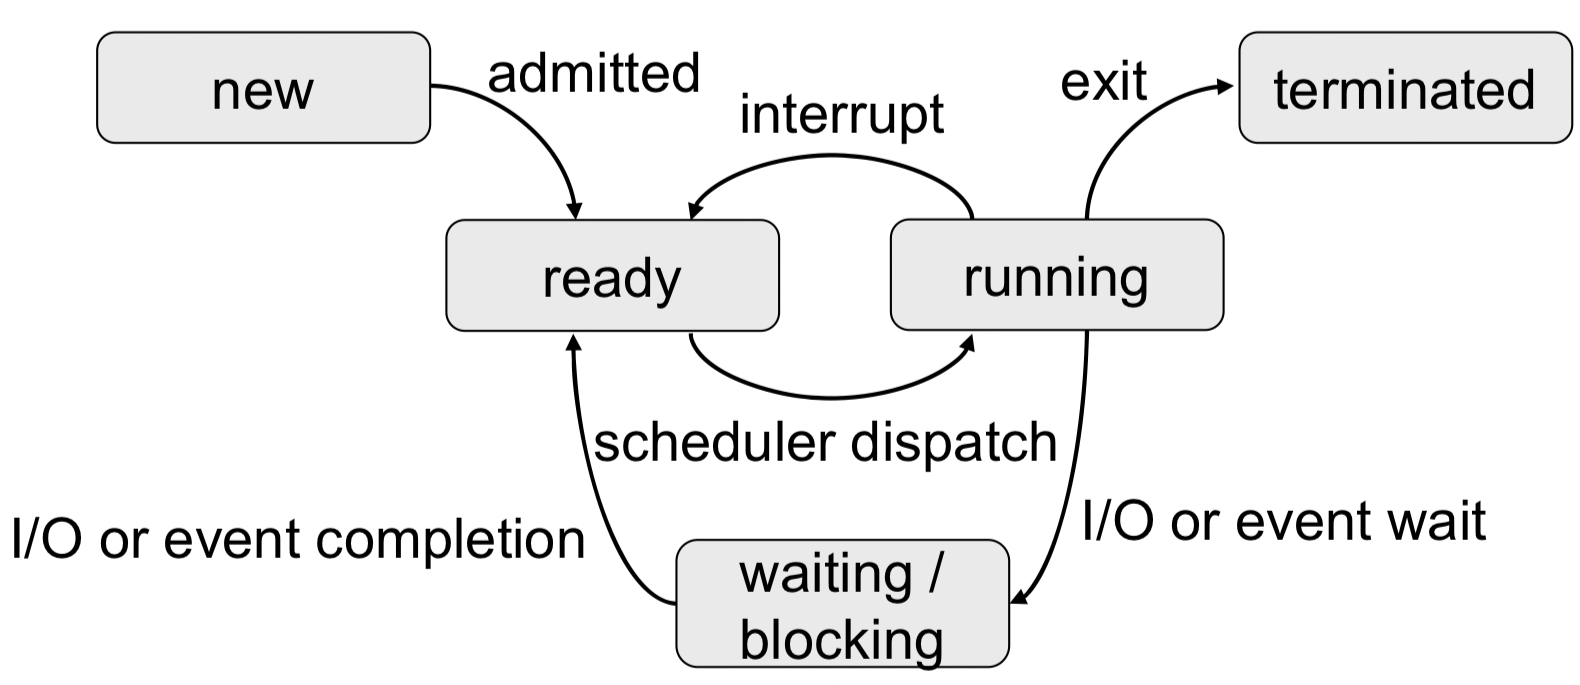 new
admitted
interrupt
exit
terminated
ready
running
scheduler dispatch
I/O or event completion
I/O or event wait
waiting /
blocking